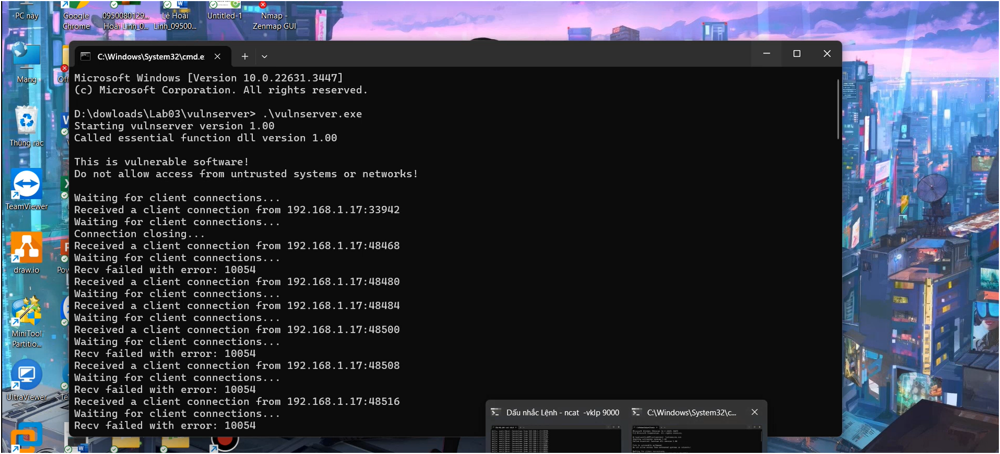 PC này
Google
Chrome
0950080129...
Hoài Linh_0...
Lê Hoài
Linh_09500...
Untitled-1
Nmap -
Zenmap GUI
C:\Windows\System32\cmd.e
Mạng
Off
Microsoft Windows [Version 10.0.22631.3447]
(c) Microsoft Corporation. All rights reserved.
D:\dowloads\Lab03\vulnserver> .\vulnserver.exe
Starting vulnserver version 1.00
Called essential function dll version 1.00
Thùng rác
This is vulnerable software!
Do not allow access from untrusted systems or networks!
TeamViewer
Waiting for client connections...
Received a client connection from 192.168.1.17:33942
Waiting for client connections...
Connection closing...
Received a client connection from 192.168.1.17:48468
Waiting for client connections...
Recv failed with error: 10054
draw.io
Pow
Received a client connection from 192.168.1.17:48480
Waiting for client connections...
Received a client connection from 192.168.1.17:48484
Waiting for client connections...
Received a client connection from 192.168.1.17:48500
MiniTool
Partitio...
Waiting for client connections...
Recv failed with error: 10054
Received a client connection from 192.168.1.17:48508
Waiting for client connections...
Recv failed with error: 10054
UltraViewer
Te
Received a client connection from 192.168.1.17:48516
Waiting for client connections...
Recv failed with error: 10054
Dấu nhắc Lệnh - ncat -vklp 9000
C:\Windows\System32\c...